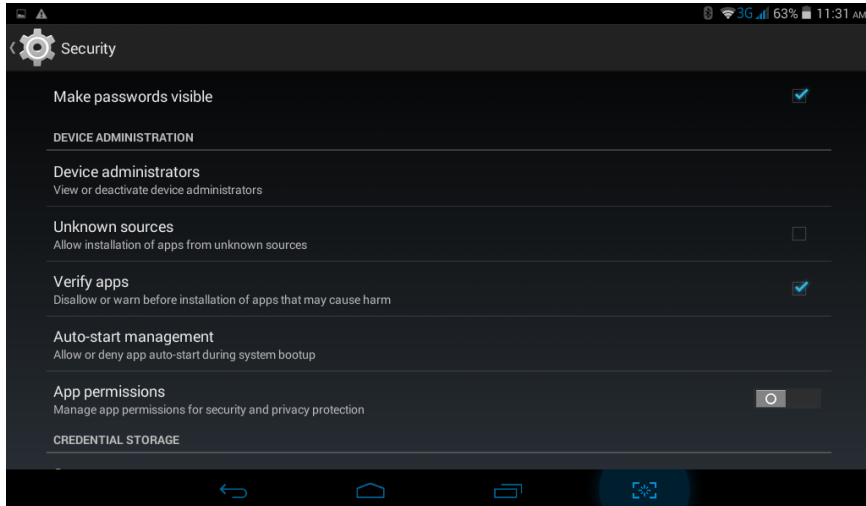 3G 63% 11:31 AM
Security
Make passwords visible
DEVICE ADMINISTRATION
Device administrators
View or deactivate device administrators
Unknown sources
Allow installation of apps from unknown sources
Verify apps
Disallow or warn before installation of apps that may cause harm
Auto-start management
Allow or deny app auto-start during system bootup
App permissions
Manage app permissions for security and privacy protection
CREDENTIAL STORAGE